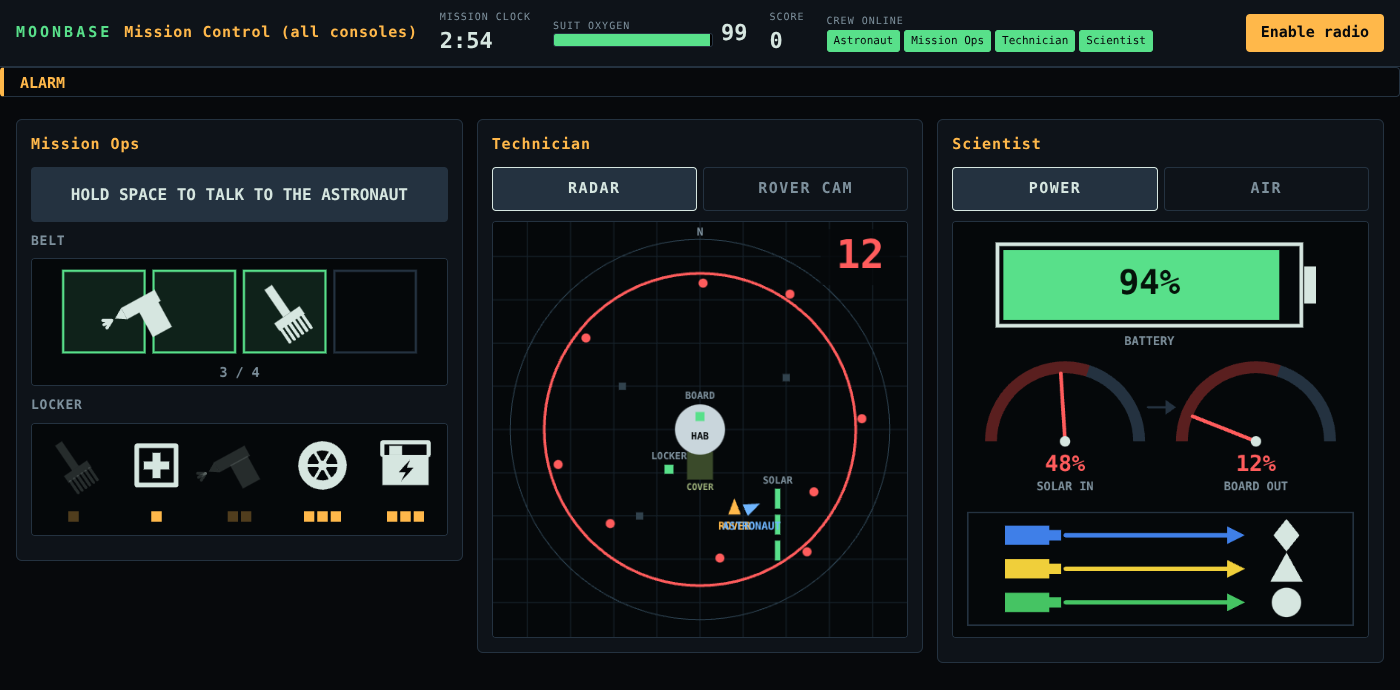 MOONBASE Mission Control (all consoles)
MISSION CLOCK
2:54
SUIT OXYGEN
99
SCORE
0
CREW ONLINE
Astronaut Mission Ops Technician Scientist
Enable radio
ALARM
Mission Ops
HOLD SPACE TO TALK TO THE ASTRONAUT
BELT
3 / 4
LOCKER
Technician
RADAR
ROVER CAM
N
12
BOARD
HAB
LOCKER
COVER
SOLAR
Scientist
POWER
AIR
94%
BATTERY
48%
SOLAR IN
12%
BOARD OUT